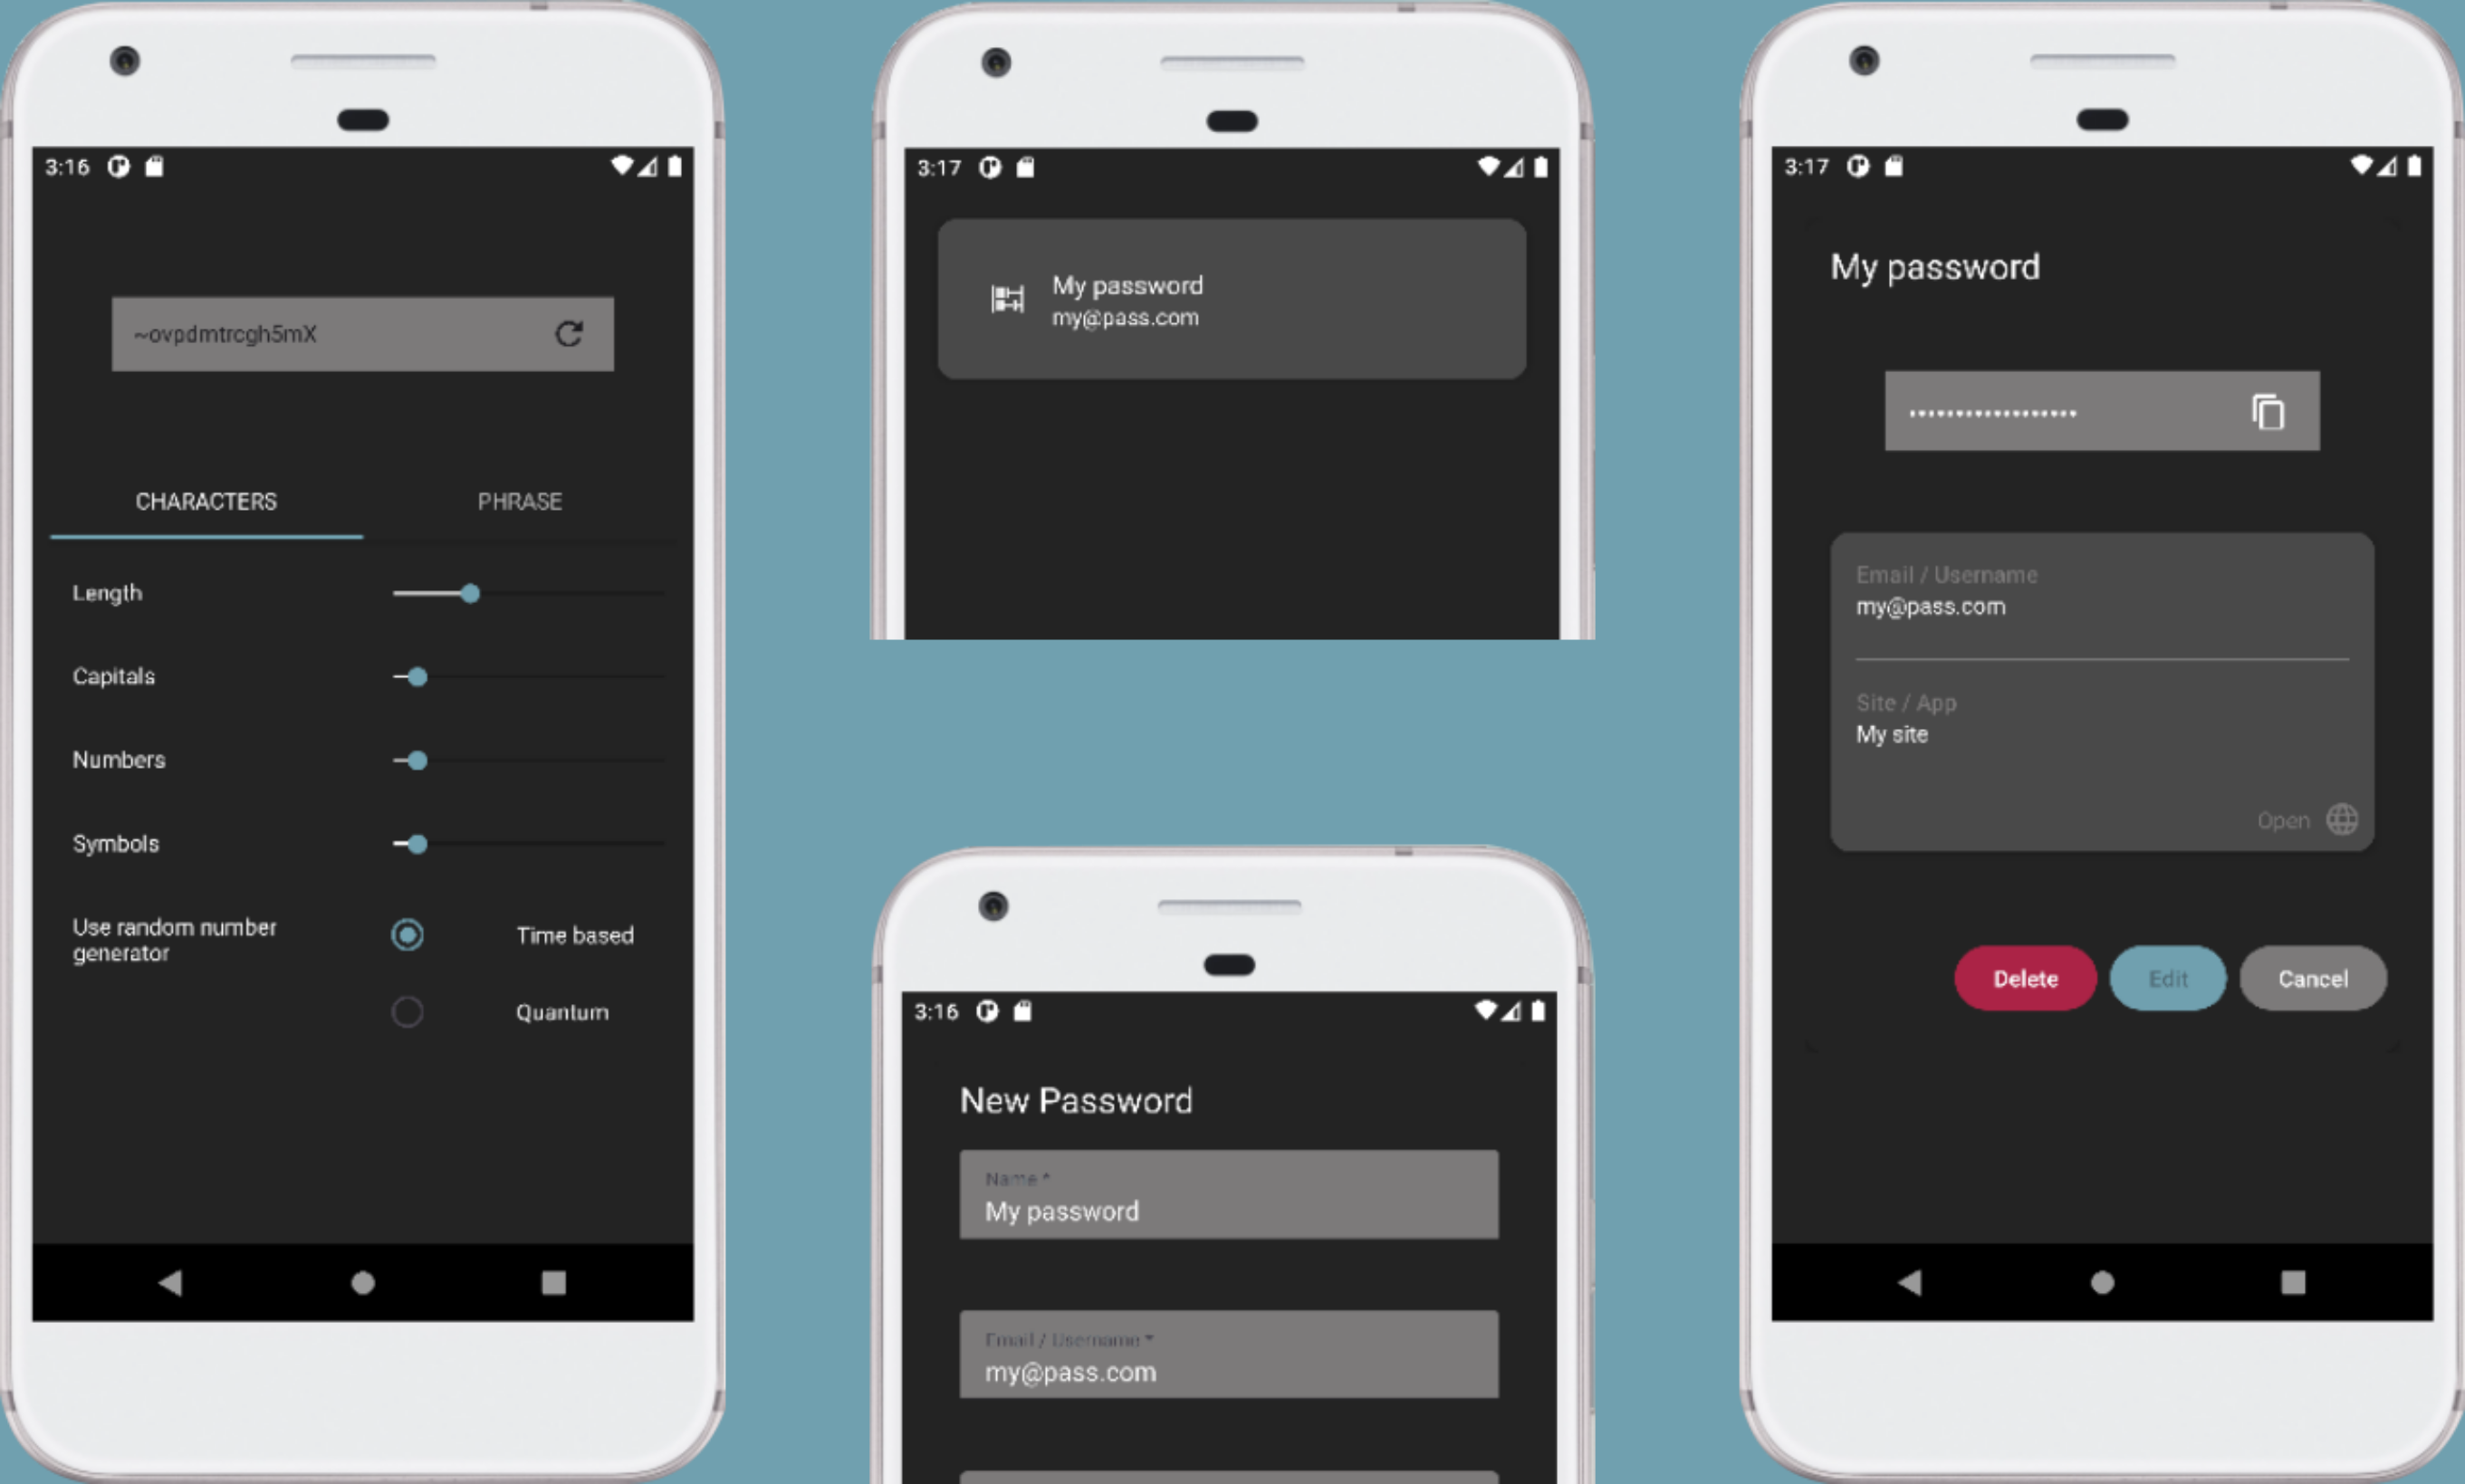 3:16
~ovpdmtrcgh5mX
CHARACTERS
PHRASE
Length
Capitals
Numbers
Symbols
Use random number
generator
Time based
Quantum
3:17
My password
my@pass.com
3:16
New Password
Name *
My password
Email / Username *
my@pass.com
3:17
My password
Email / Username
my@pass.com
Site / App
My site
Open
Delete
Edit
Cancel